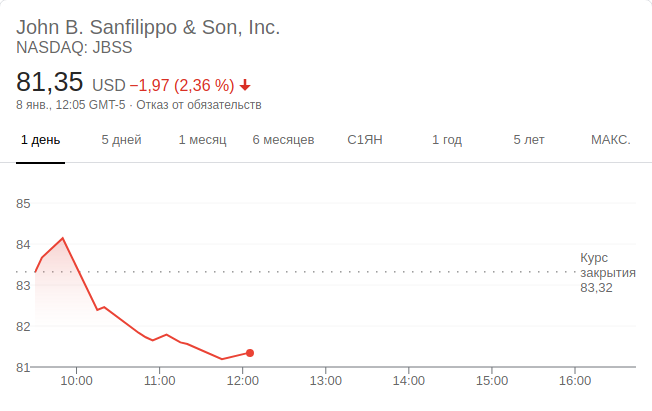 John B. Sanfilippo & Son, Inc.
NASDAQ: JBSS
81,35 USD −1,97 (2,36 %)
8 янв., 12:05 GMT-5 · Отказ от обязательств
1 день 5 дней 1 месяц 6 месяцев С1ЯН 1 год 5 лет МАКС.
85
84
Курс
закрытия
83,32
83
82
81
10:00 11:00 12:00 13:00 14:00 15:00 16:00